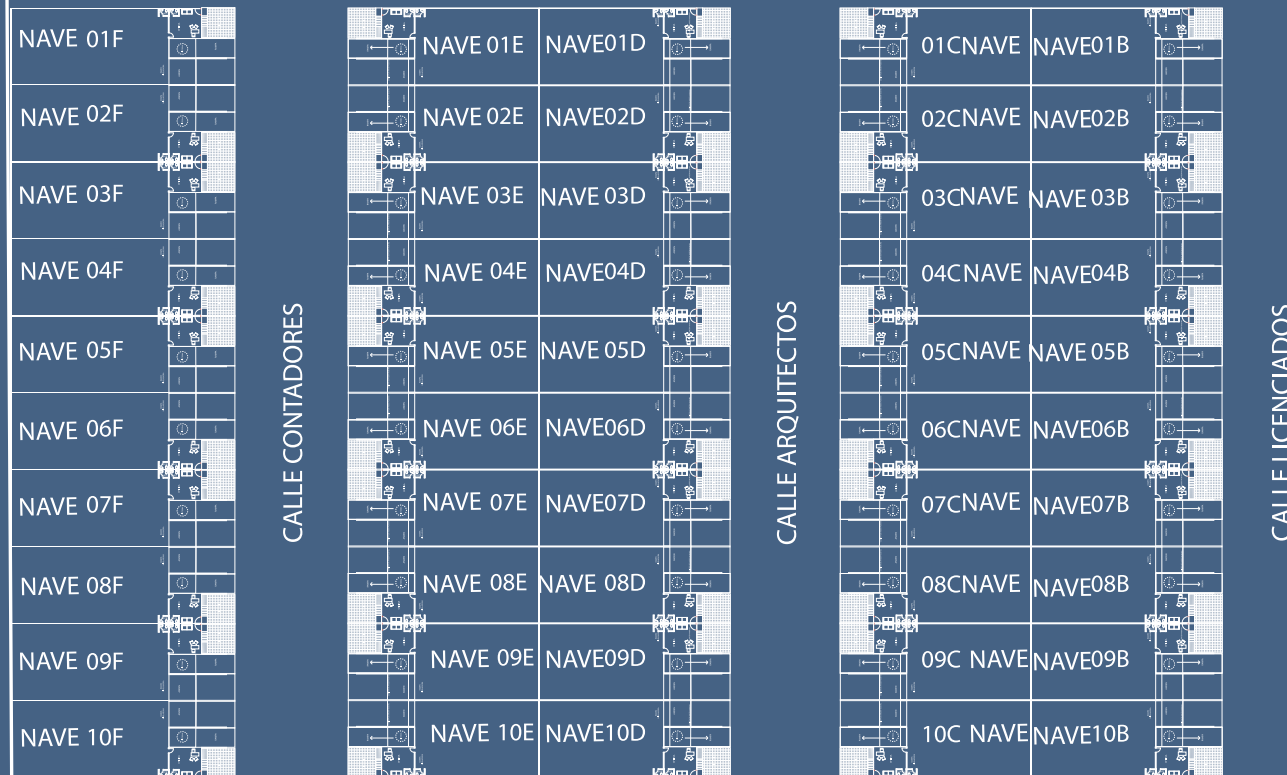 NAVE 01F
NAVE 01E
NAVE01D
01CNAVE
NAVE01B
NAVE 02F
NAVE 02E
NAVE02D
02CNAVE
NAVE02B
NAVE 03F
NAVE 03E
NAVE 03D
03CNAVE
NAVE 03B
NAVE 04F
NAVE 04E
NAVE04D
04CNAVE
NAVE04B
NAVE 05F
NAVE 05E
NAVE 05D
05CNAVE
NAVE 05B
NAVE 06F
NAVE 06E
NAVE06D
06CNAVE
NAVE06B
NAVE 07F
NAVE 07E
NAVE07D
07CNAVE
NAVE07B
NAVE 08F
NAVE 08E
NAVE 08D
08CNAVE
NAVE08B
NAVE 09F
NAVE 09E
NAVE09D
09C NAVE
NAVE09B
NAVE 10F
NAVE 10E
NAVE10D
10C NAVE
NAVE10B
CALLE CONTADORES
CALLE ARQUITECTOS
CALLE LICENCIADOS